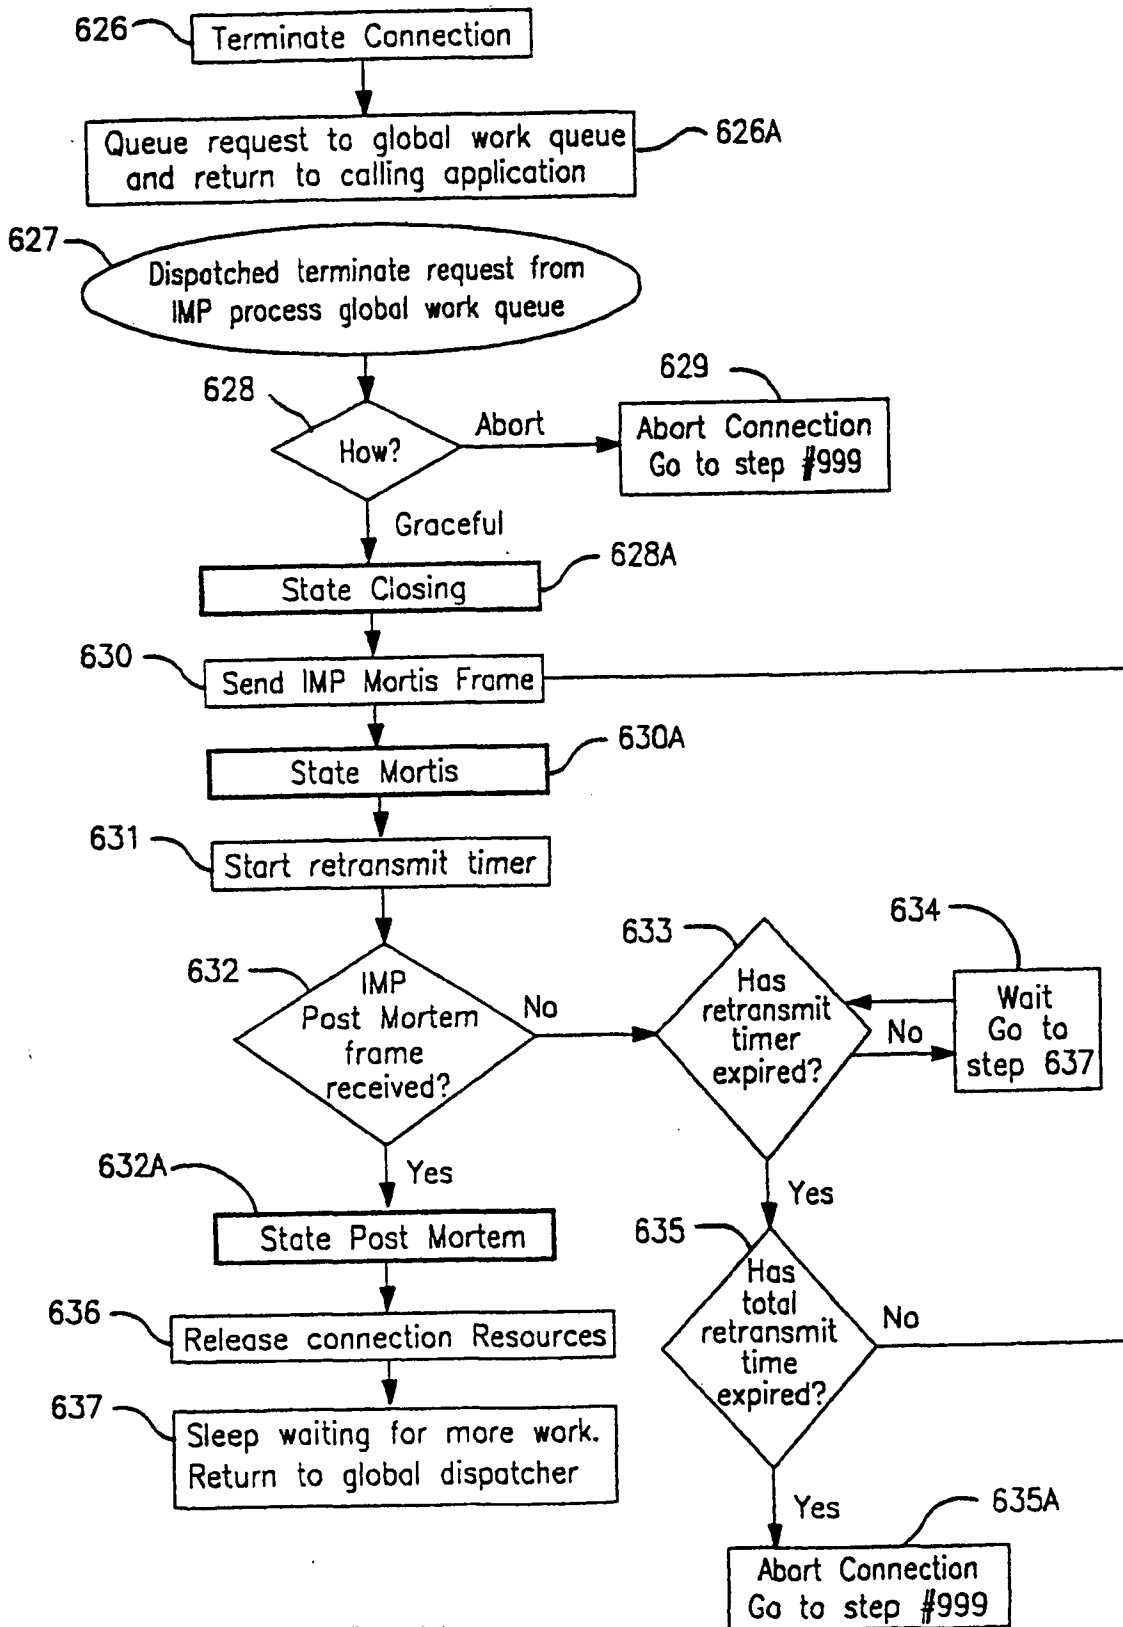 626
Terminate Connection
Queue request to global work queue
and return to calling application
626A
627
Dispatched terminate request from
IMP process global work queue
628
How?
Abort
629
Abort Connection
Go to step #999
Graceful
628A
State Closing
630
Send IMP Mortis Frame
630A
State Mortis
631
Start retransmit timer
632
IMP
Post Mortem
frame
received?
No
633
Has
retransmit
timer
expired?
No
634
Wait
Go to
step 637
Yes
632A
State Post Mortem
Yes
635
Has
total
retransmit
time
expired?
No
636
Release connection Resources
637
Sleep waiting for more work.
Return to global dispatcher
Yes
635A
Abort Connection
Go to step #999